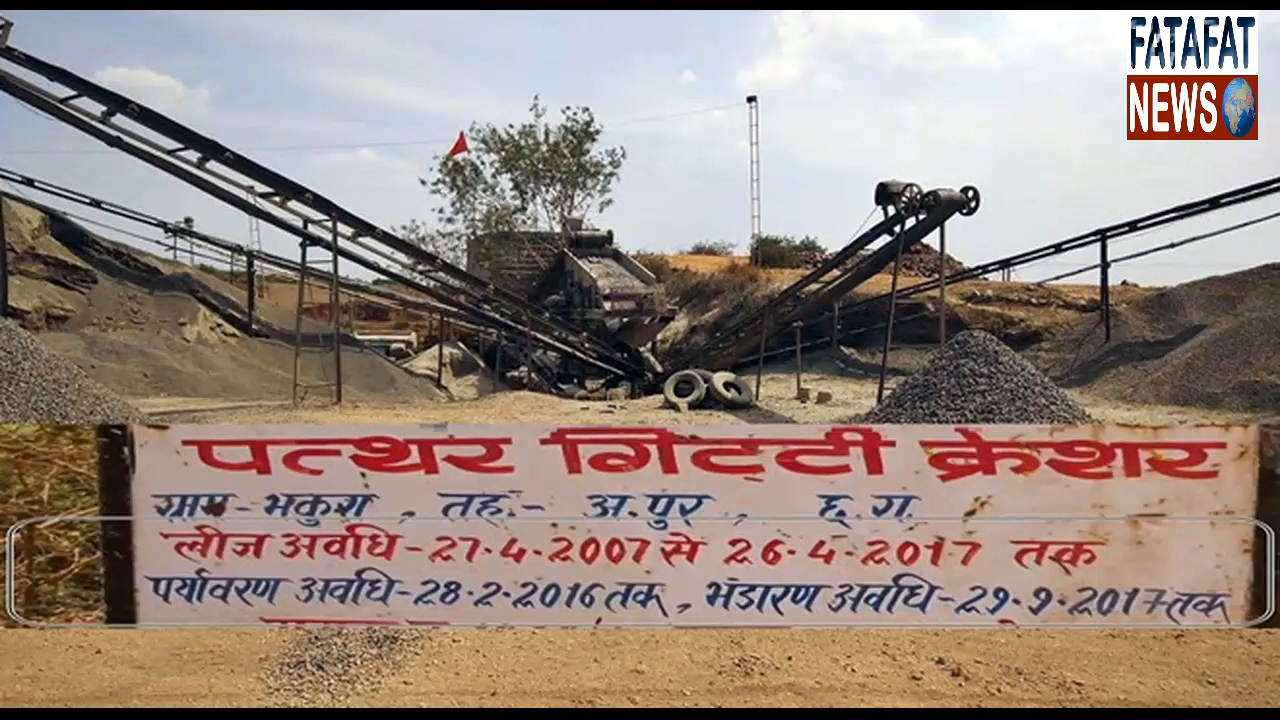 FATAFAT
NEWS
पत्थर गिट्टी क्रेशर
ग्राम-भकुरा, तह.- अ.पुर, छ.ग.
लीज अवधि-27.4.2007 से 26.4.2017 तक
पर्यावरण अवधि-28.2.2016 तक, भंडारण अवधि-29.9.2017 तक